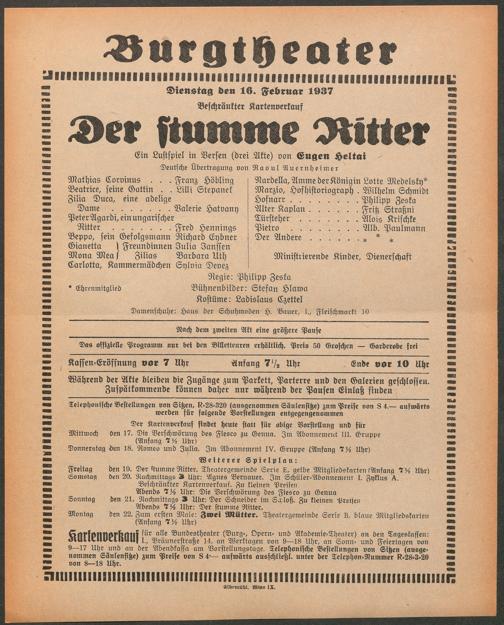 Burgtheater
Dienstag den 16. Februar 1937
Beschränkter Kartenverkauf
Der stumme Ritter
Ein Lustspiel in Versen (drei Akte) von Eugen Heltai
Deutsche Übertragung von Raoul Auernheimer
Mathias Corvinus . . . Franz Höbling
Beatrice, seine Gattin . Lilli Stepanek
Zilia Duca, eine adelige
Dame . . . . . . . Valerie Hatvany
Peter Agardi, ein ungarischer
Ritter . . . . . . . Fred Hennings
Beppo, sein Gefolgsmann Richard Eybner
Gianetta } Freundinnen Julia Janssen
Mona Mea } Zilias Barbara Uth
Carlotta, Kammermädchen Sylvia Devez
Nardella, Amme der Königin Lotte Medelsky*
Marzio, Hofhistoriograph . Wilhelm Schmidt
Hofnarr . . . . . . . Philipp Zeska
Alter Kaplan . . . . . Fritz Straßni
Türsteher . . . . . . Alois Krischke
Pietro . . . . . . . Alb. Paulmann
Der Andere . . . . . . * * *
Ministrierende Kinder, Dienerschaft
Regie: Philipp Zeska
* Ehrenmitglied
Bühnenbilder: Stefan Hlawa
Kostüme: Ladislaus Czettel
Damenschuhe: Haus der Schuhmoden H. Bauer, I., Fleischmarkt 10
Nach dem zweiten Akt eine größere Pause
Das offizielle Programm nur bei den Billetteuren erhältlich. Preis 50 Groschen — Garderobe frei
Kassen-Eröffnung vor 7 Uhr Anfang 7½ Uhr Ende vor 10 Uhr
Während der Akte bleiben die Zugänge zum Parkett, Parterre und den Galerien geschlossen.
Zuspätkommende können daher nur während der Pausen Einlaß finden
Telephonische Bestellungen von Sitzen, R-28-320 (ausgenommen Säulensitze) zum Preise von S 4.— aufwärts
werden für folgende Vorstellungen entgegengenommen
Der Kartenverkauf findet heute statt für obige Vorstellung und für
Mittwoch den 17. Die Verschwörung des Fiesco zu Genua. Im Abonnement III. Gruppe
(Anfang 7½ Uhr)
Donnerstag den 18. Romeo und Julia. Im Abonnement IV. Gruppe (Anfang 7½ Uhr)
Weiterer Spielplan:
Freitag den 19. Der stumme Ritter. Theatergemeinde Serie E, gelbe Mitgliedskarten (Anfang 7½ Uhr)
Samstag den 20. Nachmittags 3 Uhr: Agnes Bernauer. Im Schüler-Abonnement I. Zyklus A.
Beschränkter Kartenverkauf. Zu kleinen Preisen
Abends 7½ Uhr: Die Verschwörung des Fiesco zu Genua
Sonntag den 21. Nachmittags 3 Uhr: Der Schneider im Schloß. Zu kleinen Preisen
Abends 7½ Uhr: Der stumme Ritter.
Montag den 22. Zum ersten Male: Zwei Mütter. Theatergemeinde Serie B, blaue Mitgliedskarten
(Anfang 7½ Uhr)
Kartenverkauf für alle Bundestheater (Burg-, Opern- und Akademie-Theater) an den Tageskassen:
I., Bräunerstraße 14, an Werktagen von 9—18 Uhr, an Sonn- und Feiertagen von
9—17 Uhr und an der Abendkassa am Vorstellungstage. Telephonische Bestellungen von Sitzen (ausge-
nommen Säulensitze) zum Preise von S 4— aufwärts ausschließl. unter der Telephon-Nummer R-28-3-20
von 8—18 Uhr.